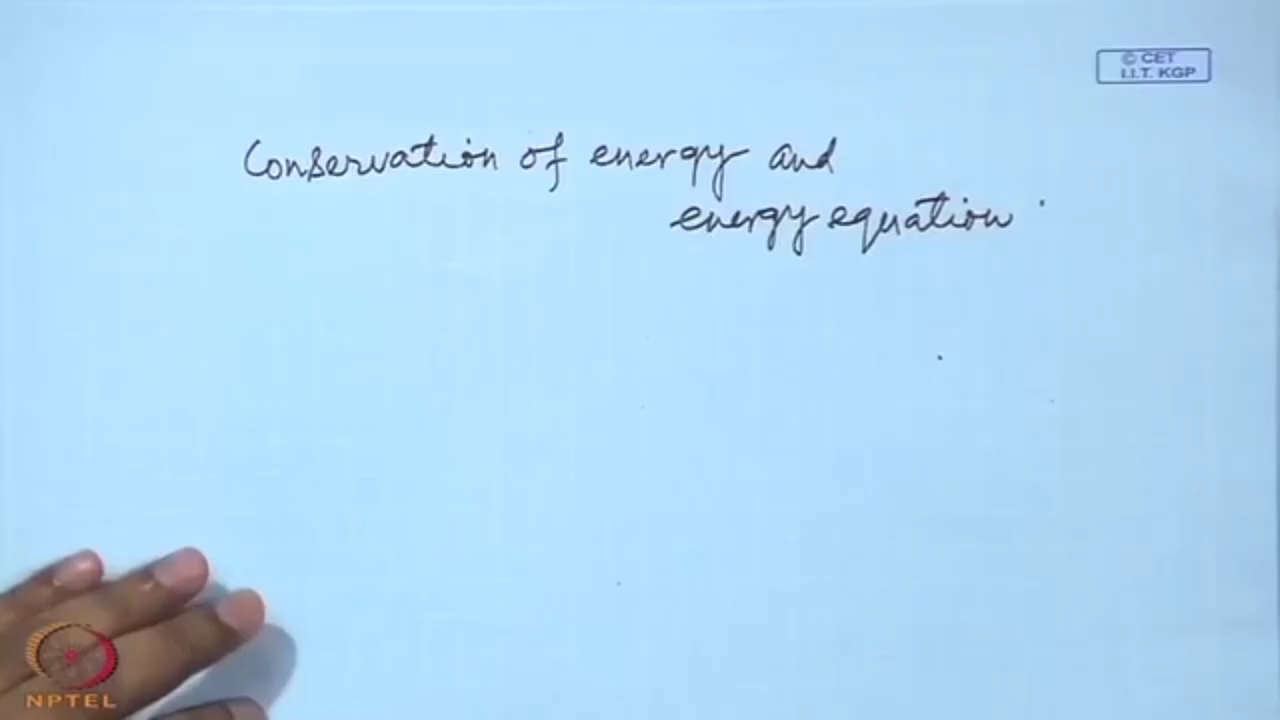 © CET
I.I.T. KGP
Conservation of energy and
energy equation
NPTEL